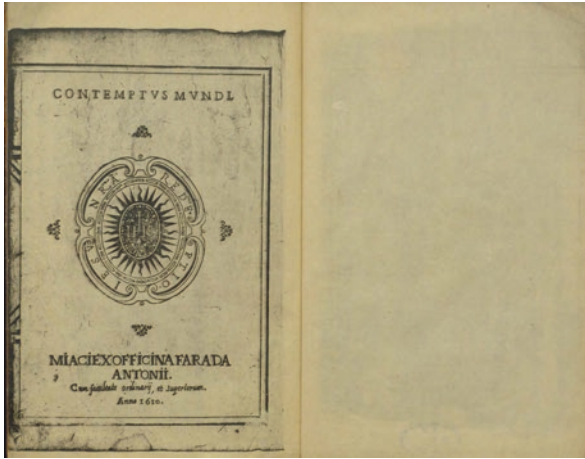 CONTEMPTVS MVNDI.
MIACI EX OFFICINA FARADA
ANTONII.
Cum facultate ordinarij, et Superiorum.
Anno 1610.